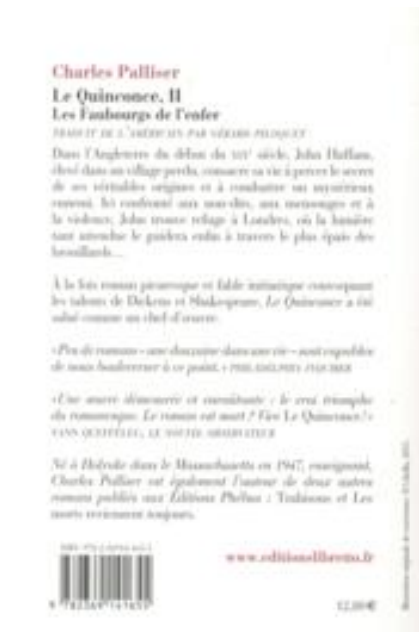 Charles Palliser
Le Quinconce, II
Les Faubourgs de l'enfer
TRADUIT DE L'AMÉRICAIN PAR GÉRARD PILOQUET
Dans l'Angleterre du début du XIXe siècle, John Huffam,
élevé dans un village perdu, consacre sa vie à percer le secret
de ses véritables origines et à combattre un mystérieux
ennemi. Ici confronté aux non-dits, aux mensonges et à
la violence, John trouve refuge à Londres, où la lumière
tant attendue le guidera enfin à travers le plus épais des
brouillards…
À la fois roman picaresque et fable initiatique convoquant
les talents de Dickens et Shakespeare, Le Quinconce a été
salué comme un chef-d'œuvre.
«Peu de romans – une douzaine dans une vie – sont capables
de nous bouleverser à ce point.» PHILADELPHIA INQUIRER
«Une œuvre démesurée et envoûtante : le vrai triomphe
du romanesque. Le roman est mort ? Vive Le Quinconce!»
YANN QUEFFÉLEC, LE NOUVEL OBSERVATEUR
Né à Holyoke dans le Massachusetts en 1947, enseignant,
Charles Palliser est également l'auteur de deux autres
romans publiés aux Éditions Phébus : Trahisons et Les
morts reviennent toujours.
www.editionslibretto.fr
9 782369 141655
12,80 €